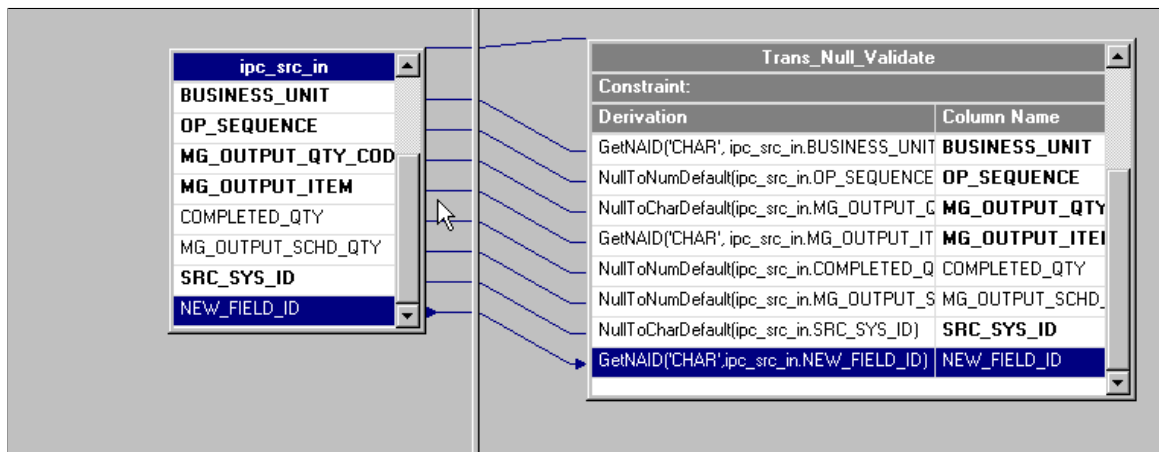 ipc_src_in
BUSINESS_UNIT
OP_SEQUENCE
MG_OUTPUT_QTY_COD
MG_OUTPUT_ITEM
COMPLETED_QTY
MG_OUTPUT_SCHD_QTY
SRC_SYS_ID
NEW_FIELD_ID
Trans_Null_Validate
Constraint:
Derivation Column Name
GetNAID('CHAR', ipc_src_in.BUSINESS_UNIT BUSINESS_UNIT
NullToNumDefault(ipc_src_in.OP_SEQUENCE OP_SEQUENCE
NullToCharDefault(ipc_src_in.MG_OUTPUT_Q MG_OUTPUT_QTY
GetNAID('CHAR', ipc_src_in.MG_OUTPUT_IT MG_OUTPUT_ITE
NullToNumDefault(ipc_src_in.COMPLETED_Q COMPLETED_QTY
NullToNumDefault(ipc_src_in.MG_OUTPUT_S MG_OUTPUT_SCHD_
NullToCharDefault(ipc_src_in.SRC_SYS_ID) SRC_SYS_ID
GetNAID('CHAR',ipc_src_in.NEW_FIELD_ID) NEW_FIELD_ID